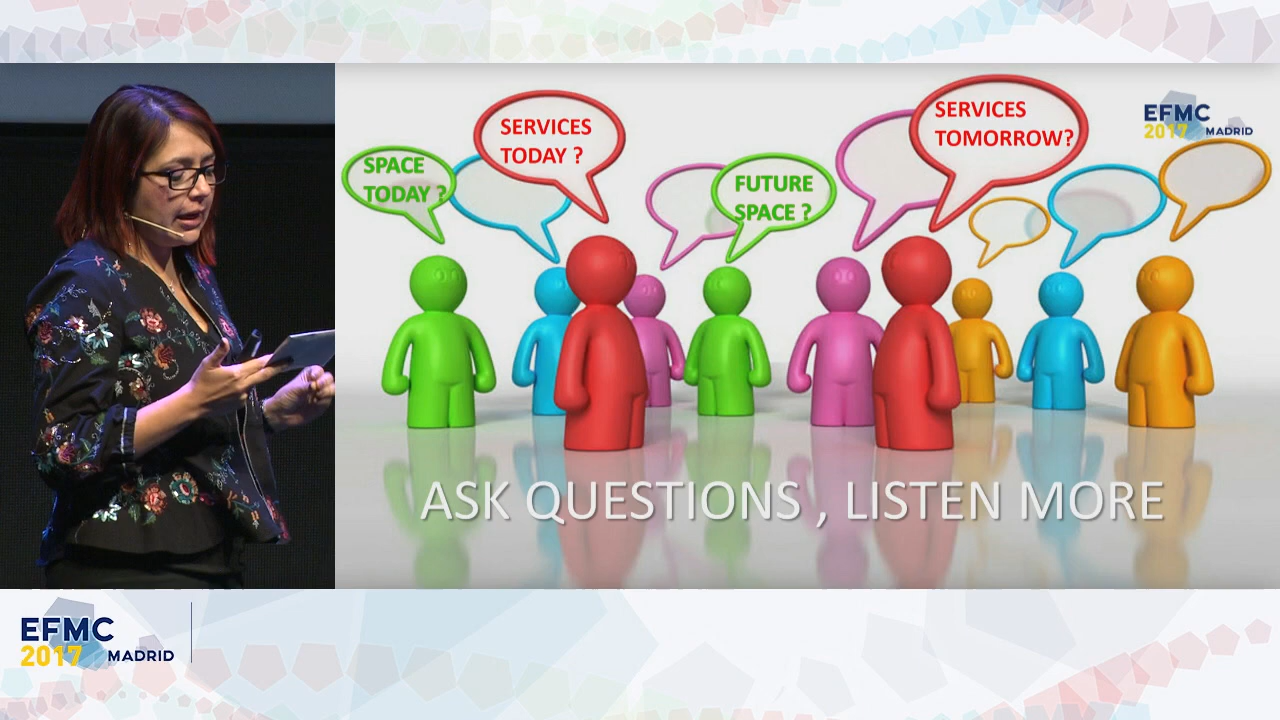 SERVICES
TODAY ?
SERVICES
TOMORROW?
EFMC
2017 MADRID
SPACE
TODAY ?
FUTURE
SPACE ?
ASK QUESTIONS , LISTEN MORE
EFMC
2017 MADRID